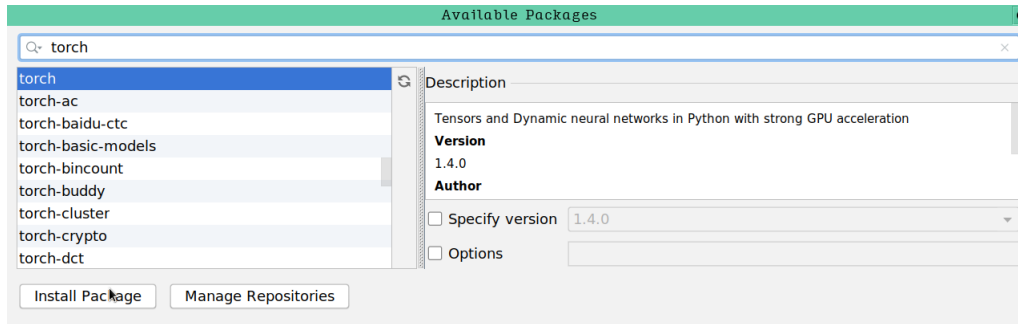 Available Packages
torch
torch
torch-ac
torch-baidu-ctc
torch-basic-models
torch-bincount
torch-buddy
torch-cluster
torch-crypto
torch-dct
Description
Tensors and Dynamic neural networks in Python with strong GPU acceleration
Version
1.4.0
Author
Specify version 1.4.0
Options
Install Package Manage Repositories